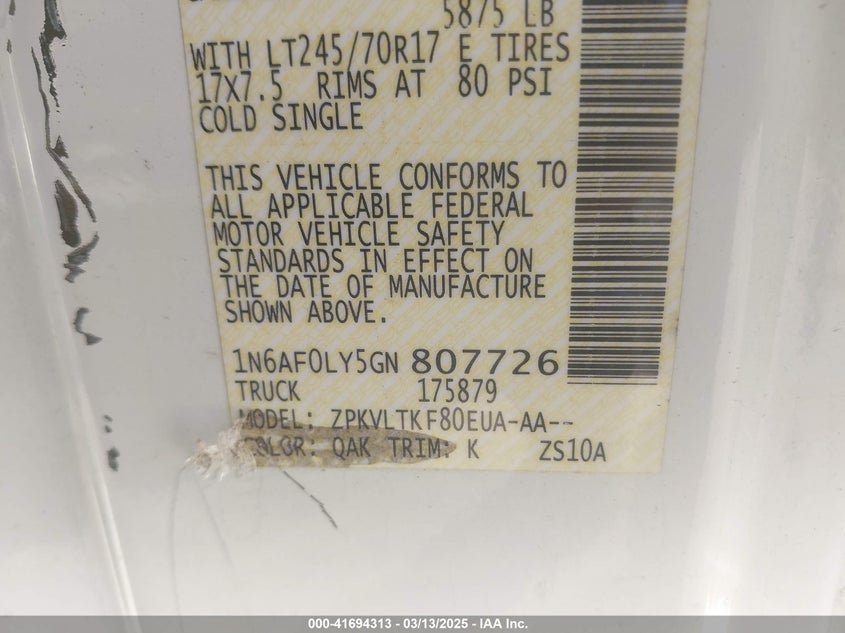 5875 LB
WITH LT245/70R17 E TIRES
17X7.5 RIMS AT 80 PSI
COLD SINGLE
THIS VEHICLE CONFORMS TO
ALL APPLICABLE FEDERAL
MOTOR VEHICLE SAFETY
STANDARDS IN EFFECT ON
THE DATE OF MANUFACTURE
SHOWN ABOVE.
1N6AF0LY5GN 807726
TRUCK 175879
MODEL: ZPKVLTKF80EUA-AA--
COLOR: QAK TRIM: K ZS10A
000-41694313 - 03/13/2025 - IAA Inc.